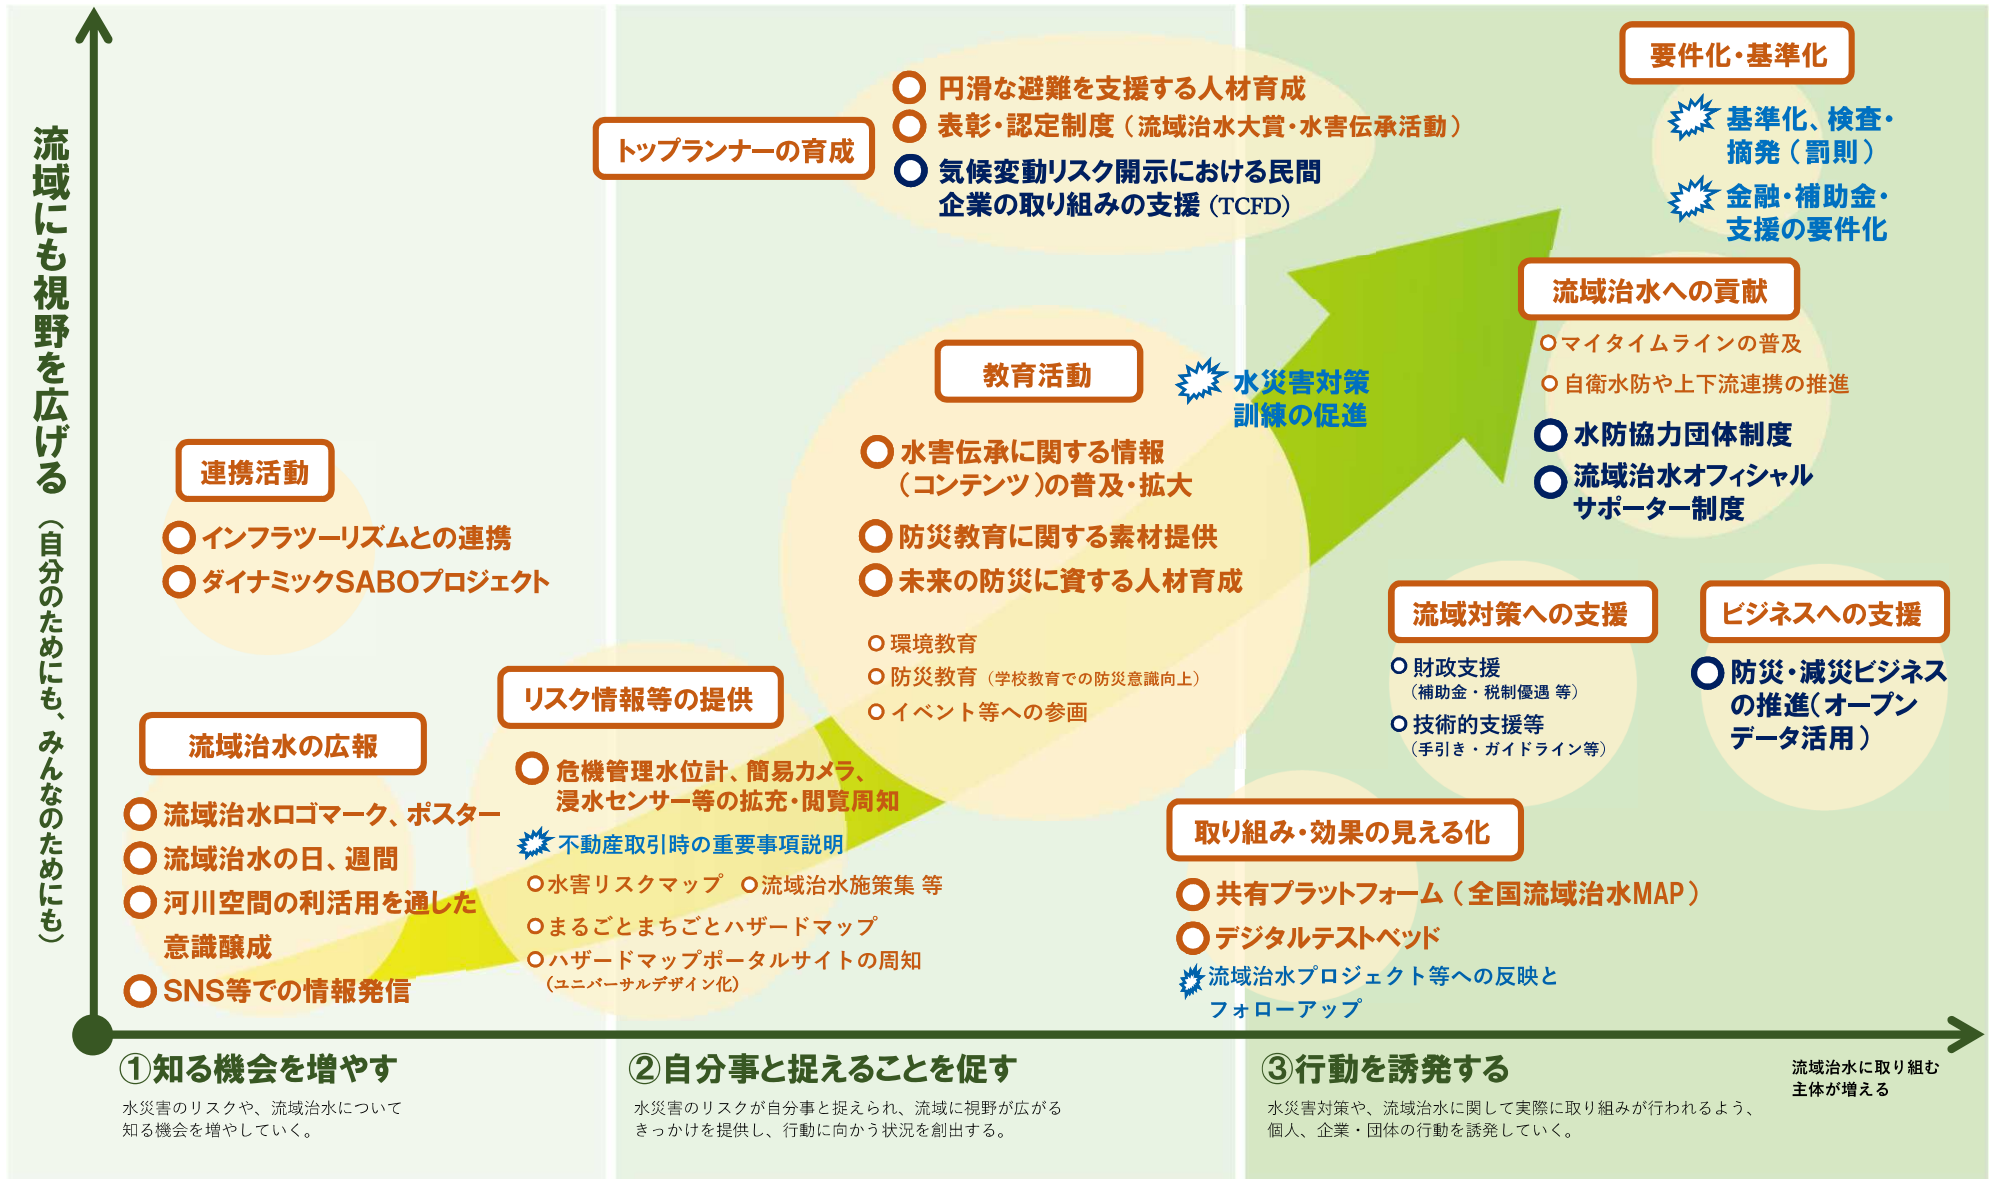 流域にも視野を広げる
（自分のためにも、みんなのためにも）
トップランナーの育成
円滑な避難を支援する人材育成
表彰・認定制度（流域治水大賞・水害伝承活動）
気候変動リスク開示における民間
企業の取り組みの支援（TCFD）
要件化・基準化
基準化、検査・
摘発（罰則）
金融・補助金・
支援の要件化
流域治水への貢献
マイタイムラインの普及
自衛水防や上下流連携の推進
水防協力団体制度
流域治水オフィシャル
サポーター制度
教育活動
水災害対策
訓練の促進
水害伝承に関する情報
（コンテンツ）の普及・拡大
防災教育に関する素材提供
未来の防災に資する人材育成
環境教育
防災教育（学校教育での防災意識向上）
イベント等への参画
連携活動
インフラツーリズムとの連携
ダイナミックSABOプロジェクト
流域対策への支援
財政支援
（補助金・税制優遇 等）
技術的支援等
（手引き・ガイドライン等）
ビジネスへの支援
防災・減災ビジネス
の推進（オープン
データ活用）
リスク情報等の提供
危機管理水位計、簡易カメラ、
浸水センサー等の拡充・閲覧周知
不動産取引時の重要事項説明
水害リスクマップ 流域治水施策集 等
まるごとまちごとハザードマップ
ハザードマップポータルサイトの周知
（ユニバーサルデザイン化）
流域治水の広報
流域治水ロゴマーク、ポスター
流域治水の日、週間
河川空間の利活用を通した
意識醸成
SNS等での情報発信
取り組み・効果の見える化
共有プラットフォーム（全国流域治水MAP）
デジタルテストベッド
流域治水プロジェクト等への反映と
フォローアップ
①知る機会を増やす
水災害のリスクや、流域治水について
知る機会を増やしていく。
②自分事と捉えることを促す
水災害のリスクが自分事と捉えられ、流域に視野が広がる
きっかけを提供し、行動に向かう状況を創出する。
③行動を誘発する
水災害対策や、流域治水に関して実際に取り組みが行われるよう、
個人、企業・団体の行動を誘発していく。
流域治水に取り組む
主体が増える